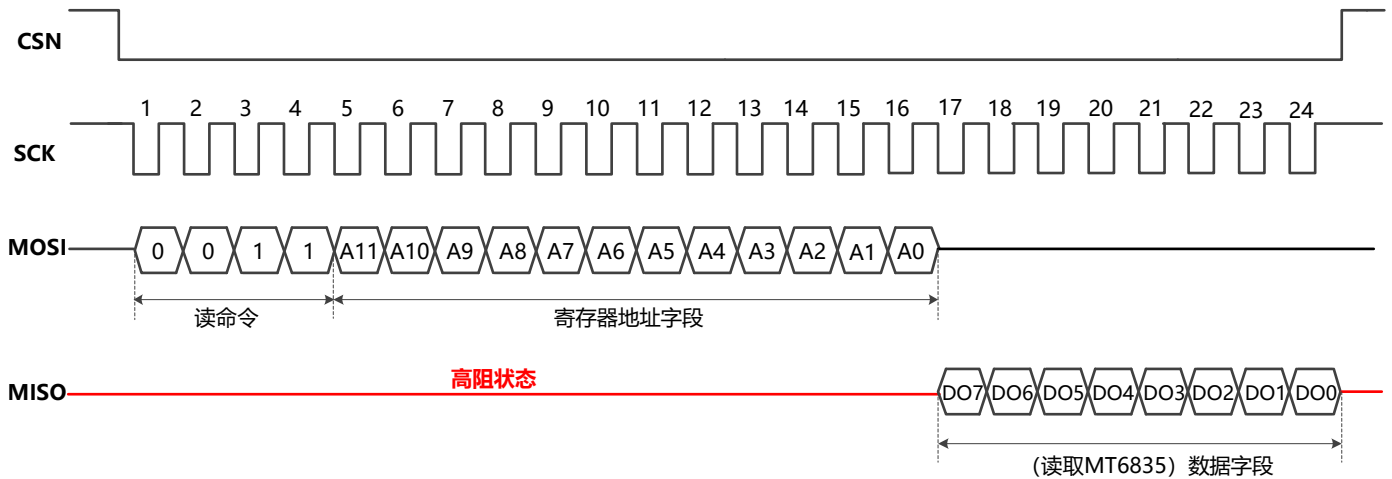 CSN
1 2 3 4 5 6 7 8 9 10 11 12 13 14 15 16 17 18 19 20 21 22 23 24
SCK
MOSI 0 0 1 1 A11 A10 A9 A8 A7 A6 A5 A4 A3 A2 A1 A0
读命令 寄存器地址字段
高阻状态
MISO DO7 DO6 DO5 DO4 DO3 DO2 DO1 DO0
（读取MT6835）数据字段